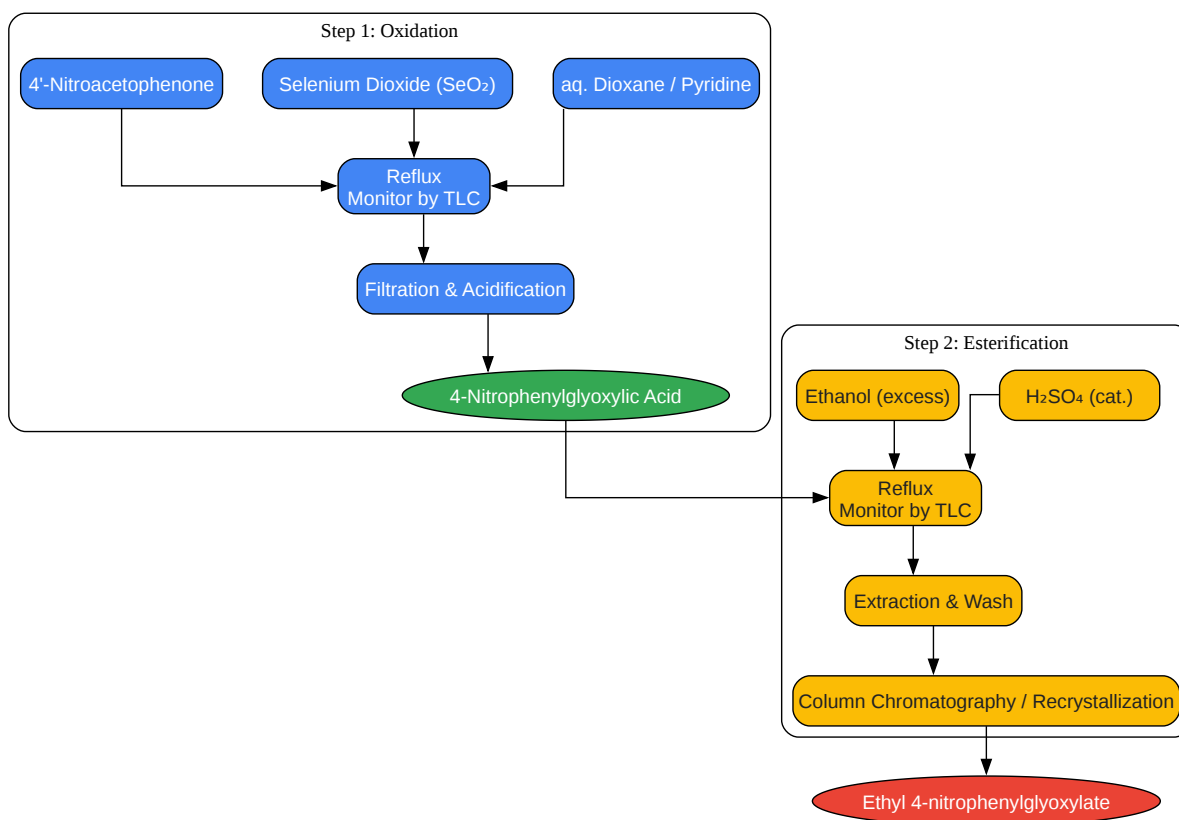 Step 1: Oxidation
4'-Nitroacetophenone
Selenium Dioxide (SeO₂)
aq. Dioxane / Pyridine
Reflux
Monitor by TLC
Filtration & Acidification
4-Nitrophenylglyoxylic Acid
Step 2: Esterification
Ethanol (excess)
H₂SO₄ (cat.)
Reflux
Monitor by TLC
Extraction & Wash
Column Chromatography / Recrystallization
Ethyl 4-nitrophenylglyoxylate